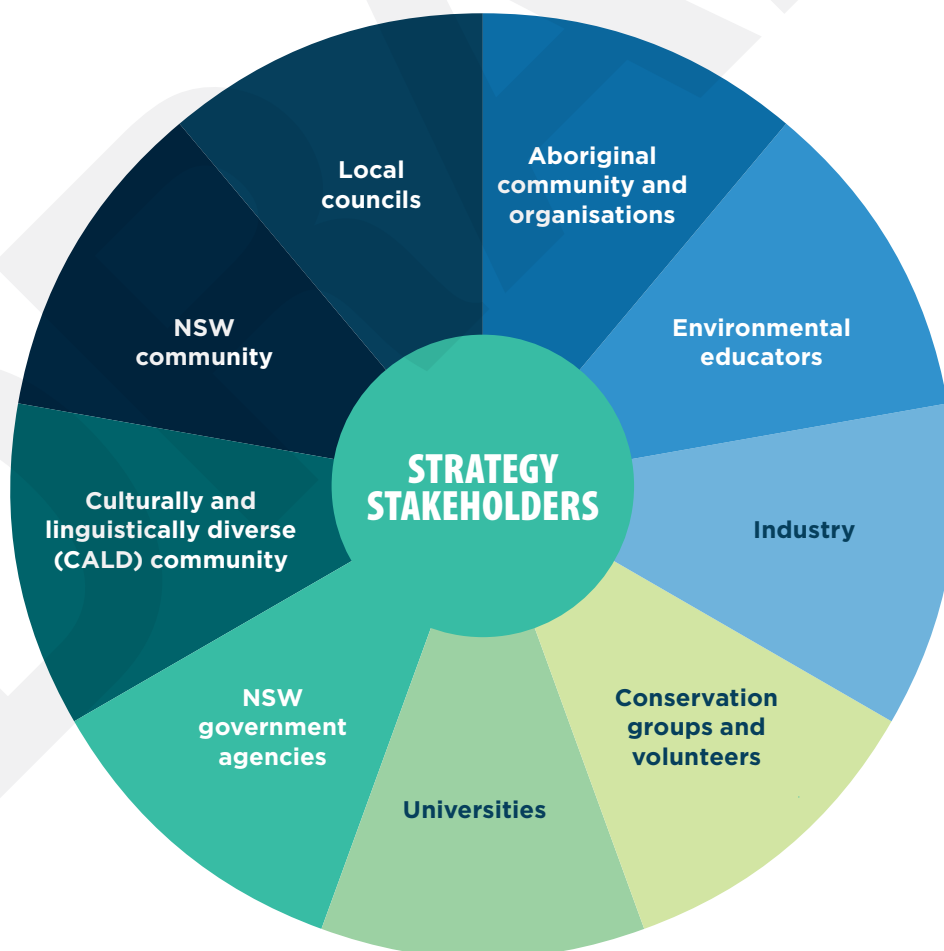 Local
councils
Aboriginal
community and
organisations
NSW
community
Environmental
educators
STRATEGY
STAKEHOLDERS
Culturally and
linguistically diverse
(CALD) community
Industry
NSW
government
agencies
Conservation
groups and
volunteers
Universities